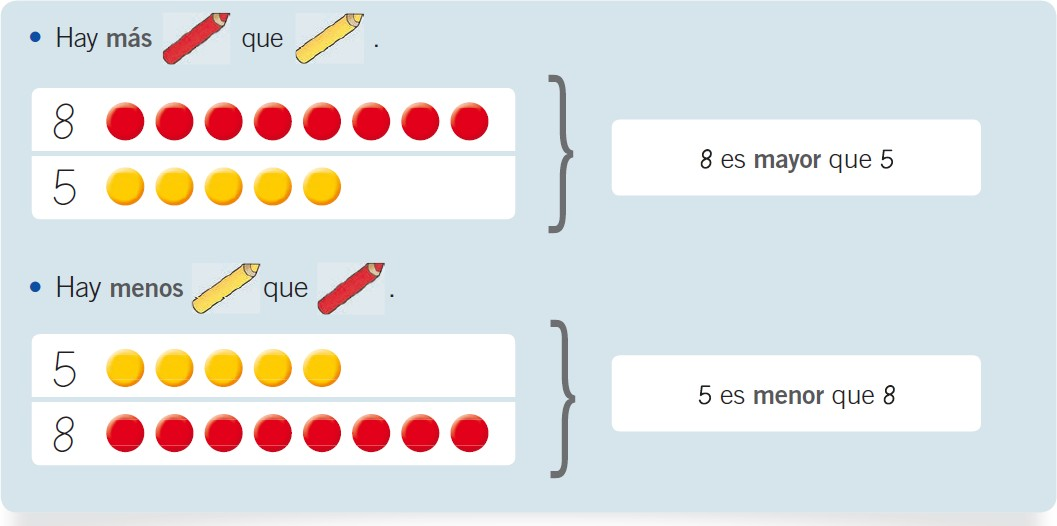 • Hay más que .
8
5
8 es mayor que 5
• Hay menos que .
5
8
5 es menor que 8